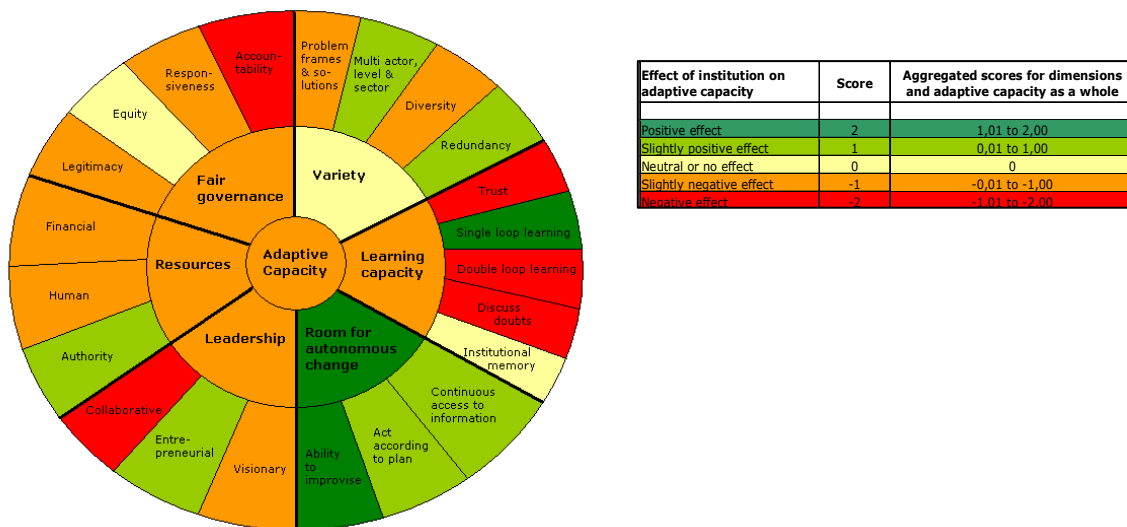 Problem
frames
& so-
lutions
Multi actor,
level &
sector
Diversity
Redundancy
Trust
Single loop learning
Double loop learning
Discuss
doubts
Institutional
memory
Continuous
access to
information
Act
according
to plan
Ability
to
improvise
Visionary
Entre-
preneurial
Collaborative
Authority
Human
Financial
Legitimacy
Equity
Respon-
siveness
Accoun-
tability
Fair
governance
Variety
Learning
capacity
Room for
autonomous
change
Leadership
Resources
Adaptive
Capacity
Effect of institution on
adaptive capacity
Score
Aggregated scores for dimensions
and adaptive capacity as a whole
Positive effect 2 1,01 to 2,00
Slightly positive effect 1 0,01 to 1,00
Neutral or no effect 0 0
Slightly negative effect -1 -0,01 to -1,00
Negative effect -2 -1,01 to -2,00